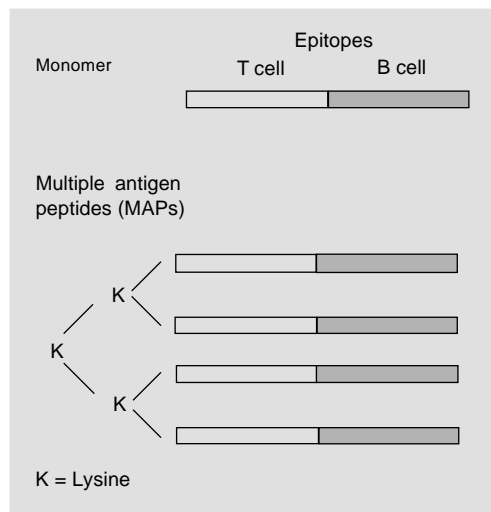 Epitopes
Monomer T cell B cell
Multiple antigen
peptides (MAPs)
K
K
K
K = Lysine